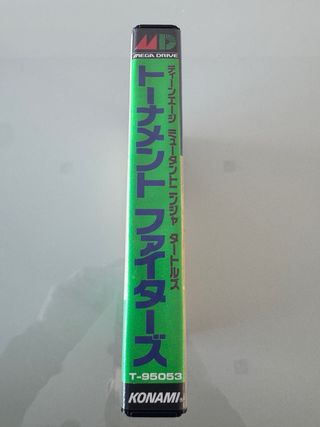 MD
MEGA DRIVE
ティーンエージ ミュータント ニンジャ タートルズ
トーナメント ファイターズ
T-95053
KONAMI